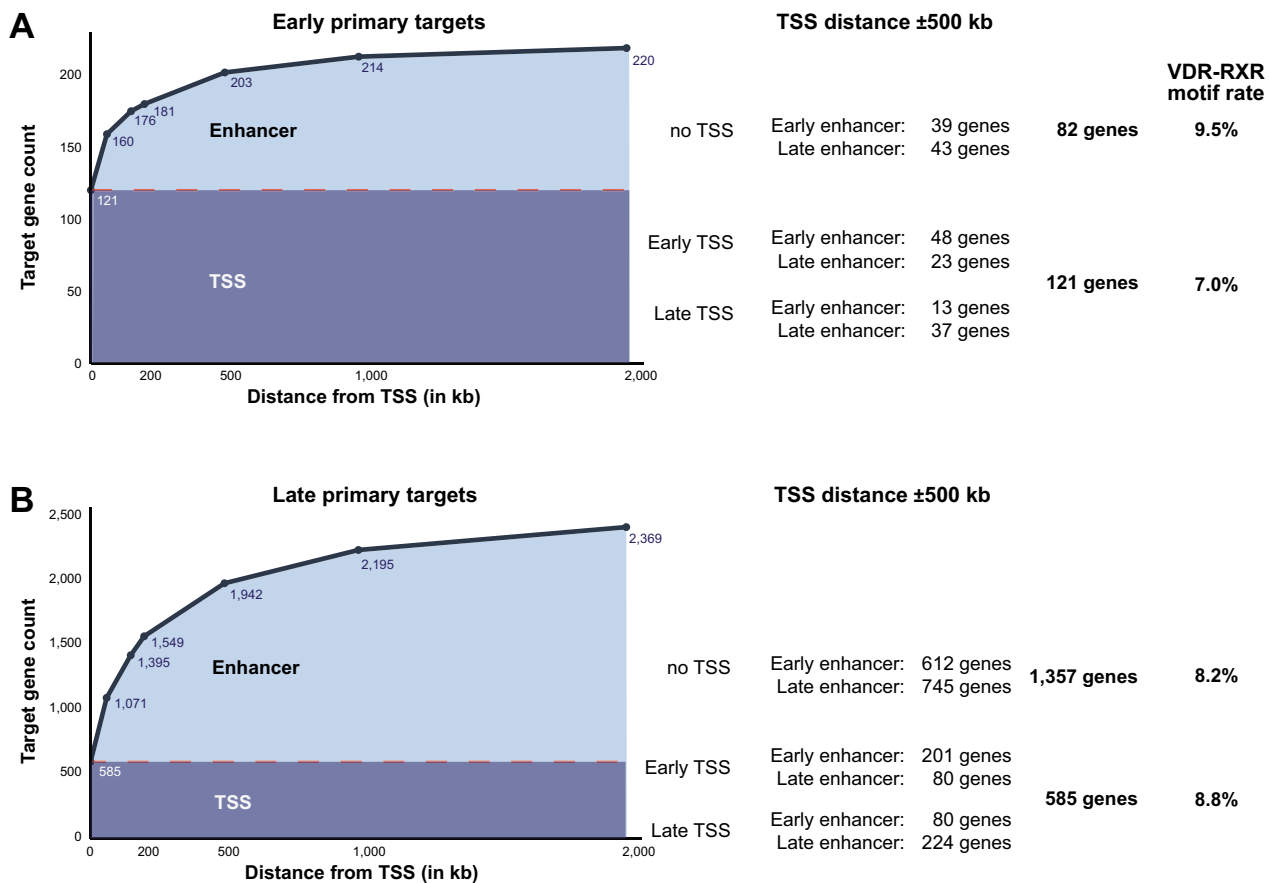 A
Early primary targets
TSS distance ±500 kb
VDR-RXR
motif rate
Target gene count
200
150
100
50
0
121
160
176
181
203
214
220
Enhancer
TSS
0
200
500
1,000
2,000
Distance from TSS (in kb)
no TSS
Early enhancer: 39 genes
Late enhancer: 43 genes
82 genes
9.5%
Early TSS
Early enhancer: 48 genes
Late enhancer: 23 genes
Late TSS
Early enhancer: 13 genes
Late enhancer: 37 genes
121 genes
7.0%
B
Late primary targets
TSS distance ±500 kb
Target gene count
2,500
2,000
1,500
1,000
500
0
585
1,071
1,395
1,549
1,942
2,195
2,369
Enhancer
TSS
0
200
500
1,000
2,000
Distance from TSS (in kb)
no TSS
Early enhancer: 612 genes
Late enhancer: 745 genes
1,357 genes
8.2%
Early TSS
Early enhancer: 201 genes
Late enhancer: 80 genes
Late TSS
Early enhancer: 80 genes
Late enhancer: 224 genes
585 genes
8.8%